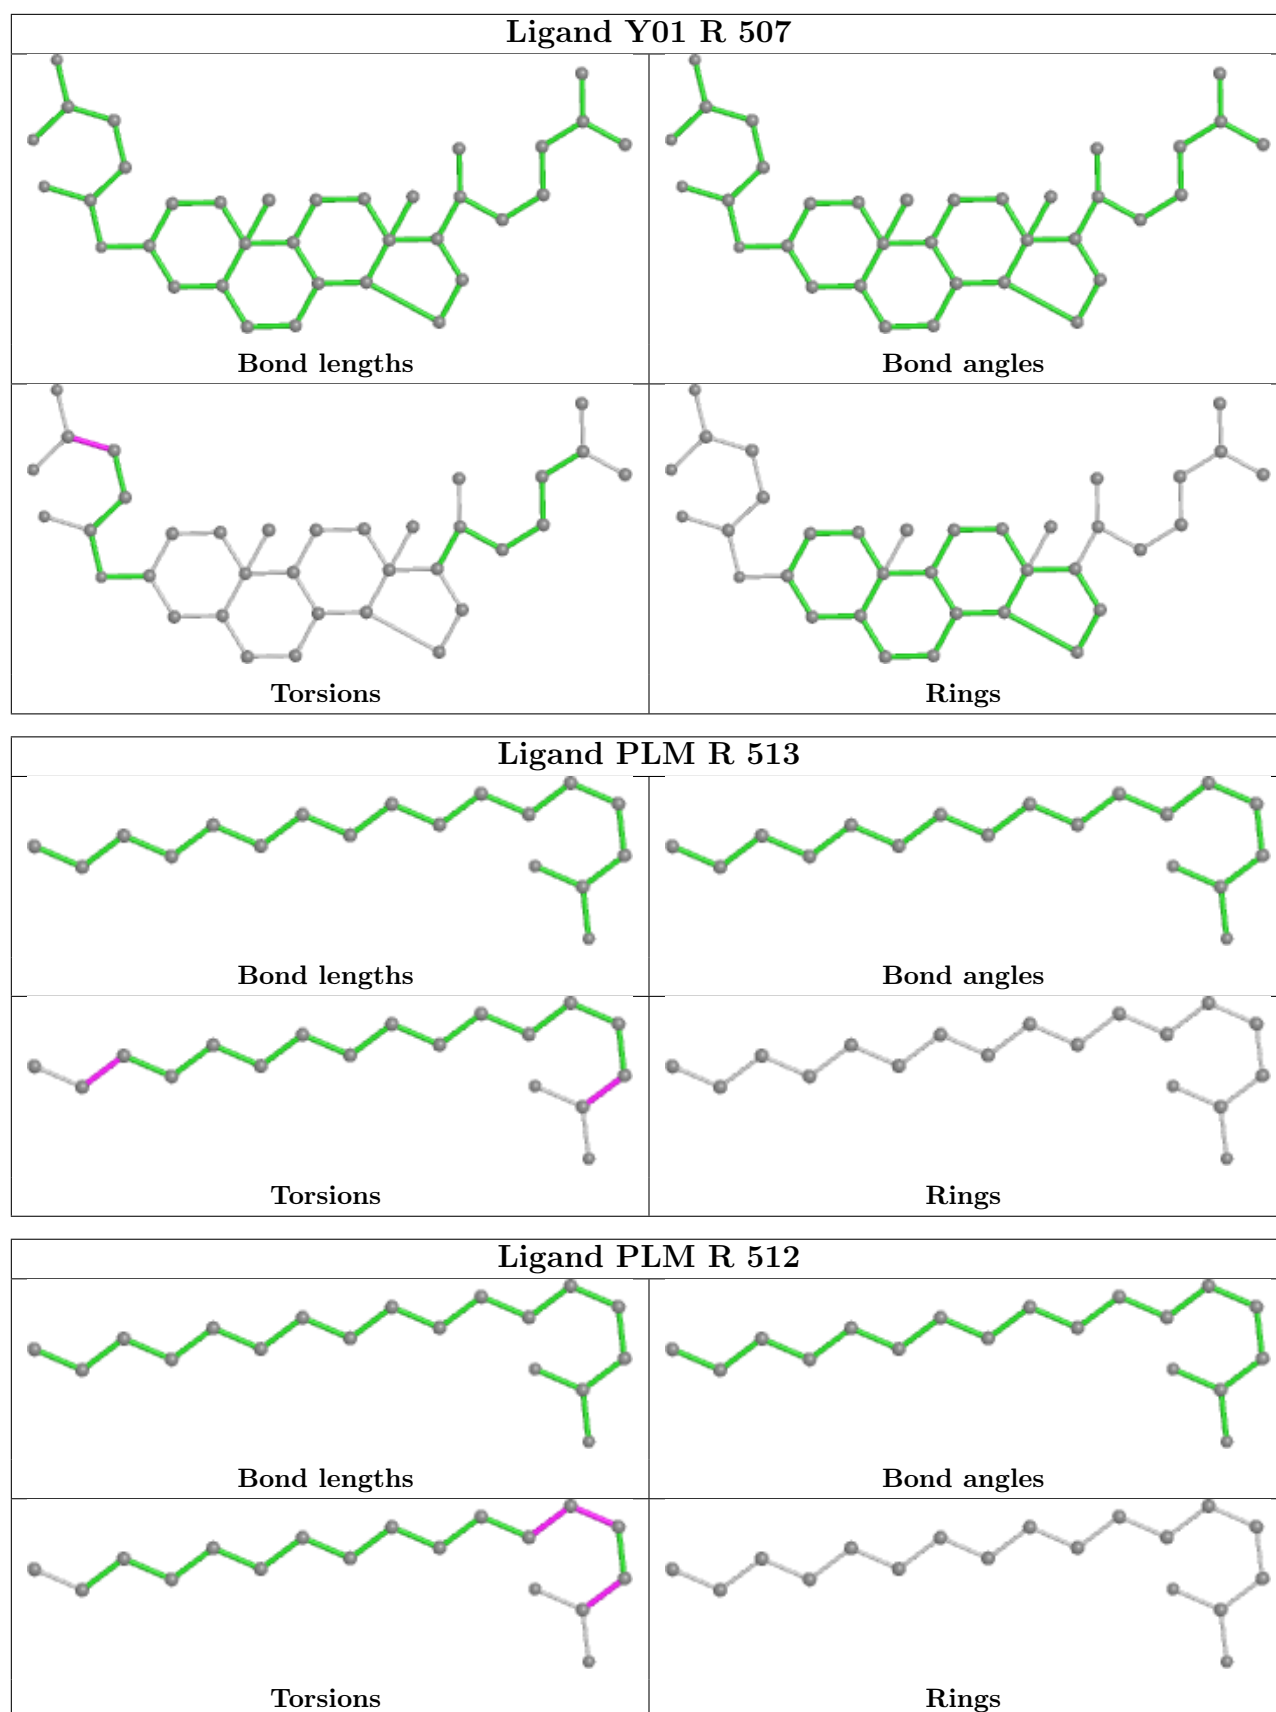 Ligand Y01 R 507
Bond lengths
Bond angles
Torsions
Rings
Ligand PLM R 513
Bond lengths
Bond angles
Torsions
Rings
Ligand PLM R 512
Bond lengths
Bond angles
Torsions
Rings